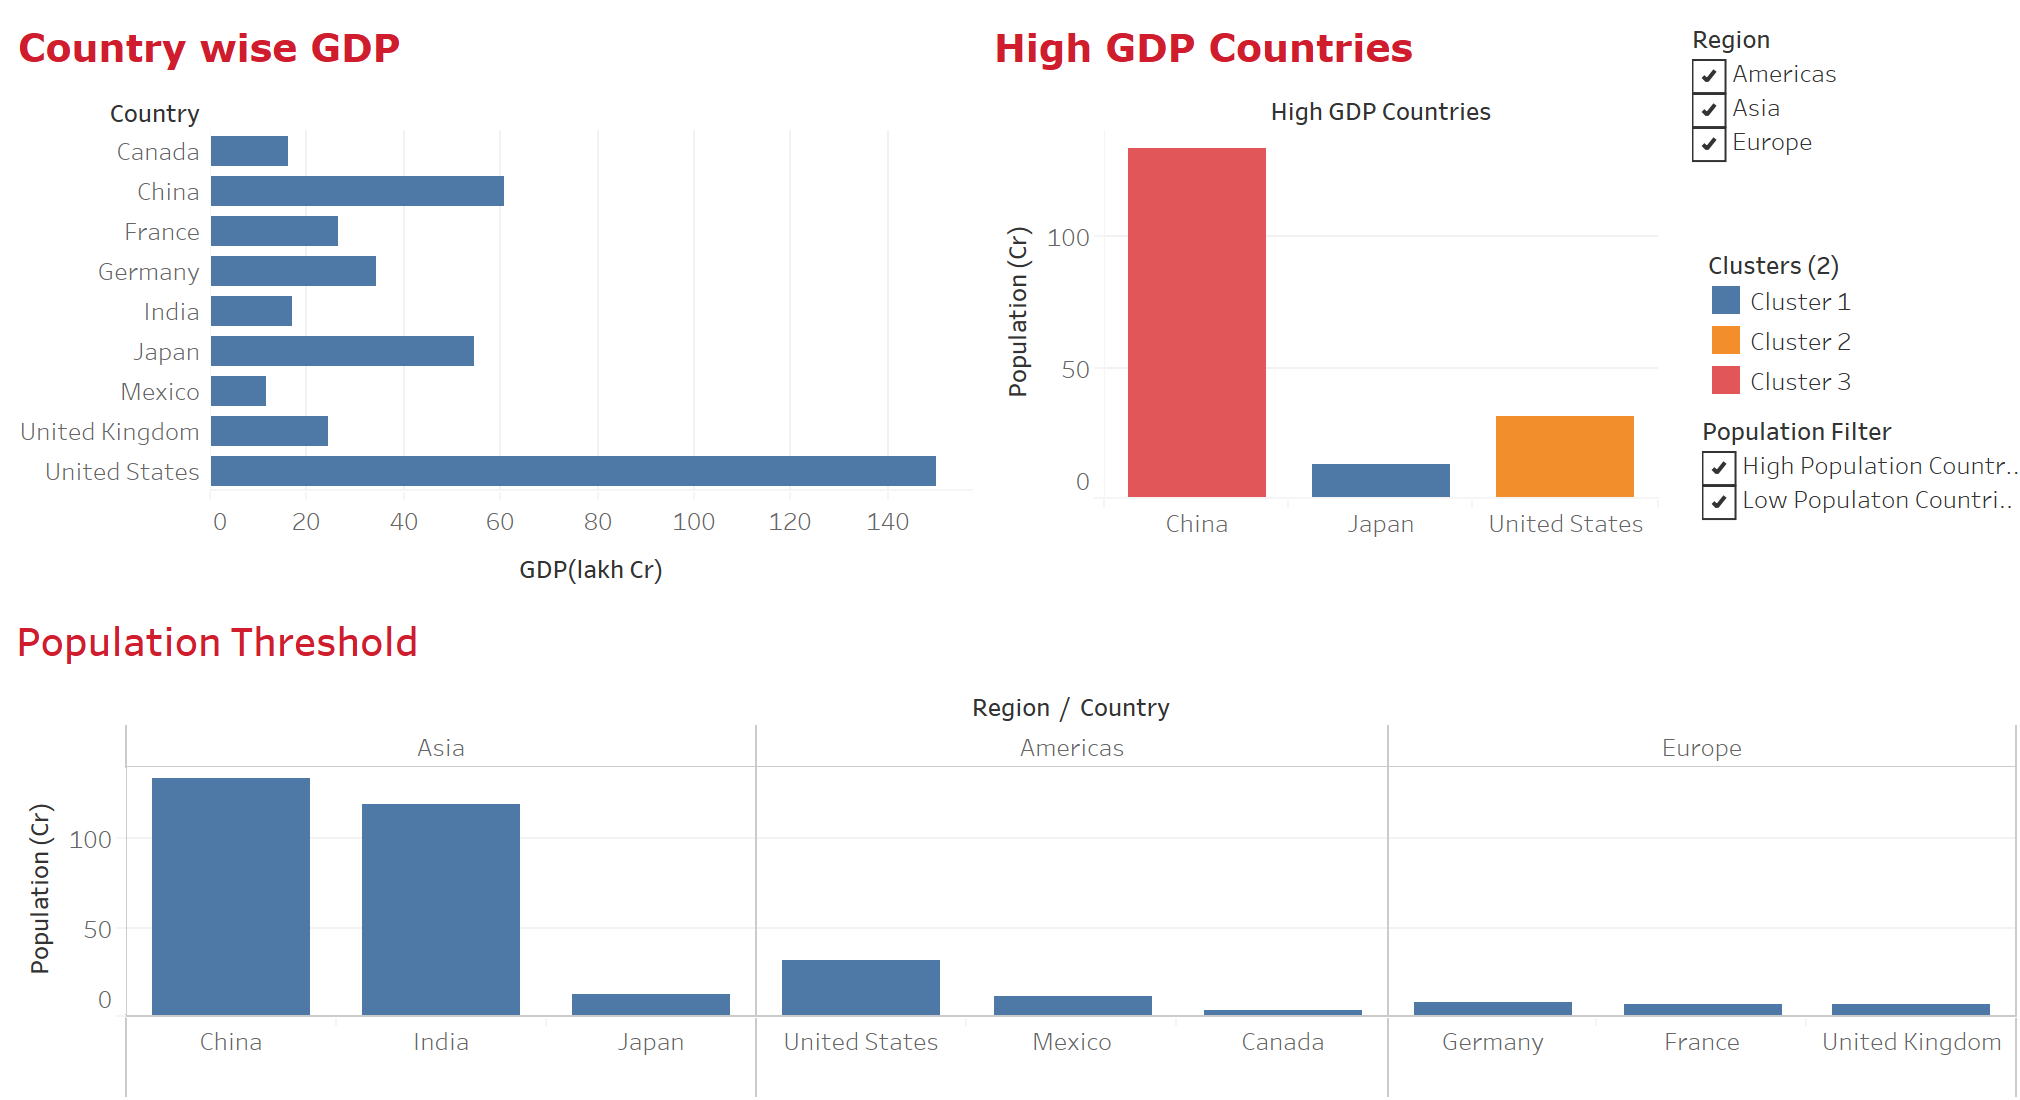 Country wise GDP
Country
Canada
China
France
Germany
India
Japan
Mexico
United Kingdom
United States
0 20 40 60 80 100 120 140
GDP(lakh Cr)
High GDP Countries
High GDP Countries
Population (Cr)
100
50
0
China Japan United States
Region
Americas
Asia
Europe
Clusters (2)
Cluster 1
Cluster 2
Cluster 3
Population Filter
High Population Countr..
Low Populaton Countri..
Population Threshold
Region / Country
Asia Americas Europe
Population (Cr)
100
50
0
China India Japan United States Mexico Canada Germany France United Kingdom